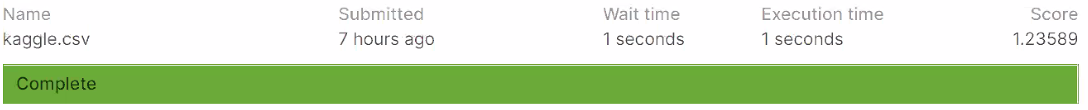 Name Submitted Wait time Execution time Score
kaggle.csv 7 hours ago 1 seconds 1 seconds 1.23589
Complete